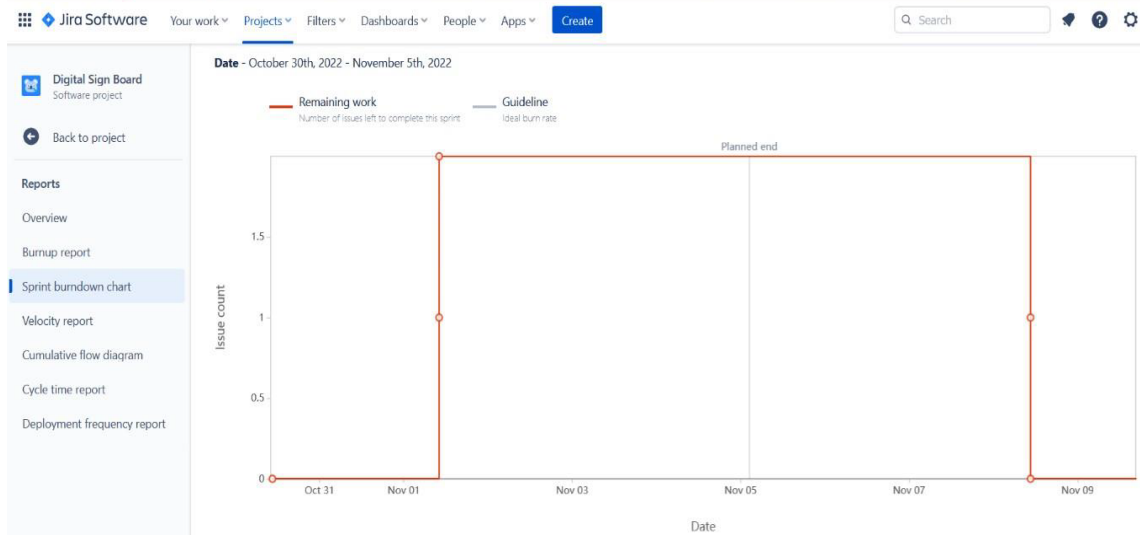 Jira Software Your work Projects Filters Dashboards People Apps Create Search
Digital Sign Board
Software project
Back to project
Reports
Overview
Burnup report
Sprint burndown chart
Velocity report
Cumulative flow diagram
Cycle time report
Deployment frequency report
Date - October 30th, 2022 - November 5th, 2022
Remaining work
Number of issues left to complete this sprint
Guideline
Ideal burn rate
Planned end
Issue count
1.5
1
0.5
0
Oct 31 Nov 01 Nov 03 Nov 05 Nov 07 Nov 09
Date